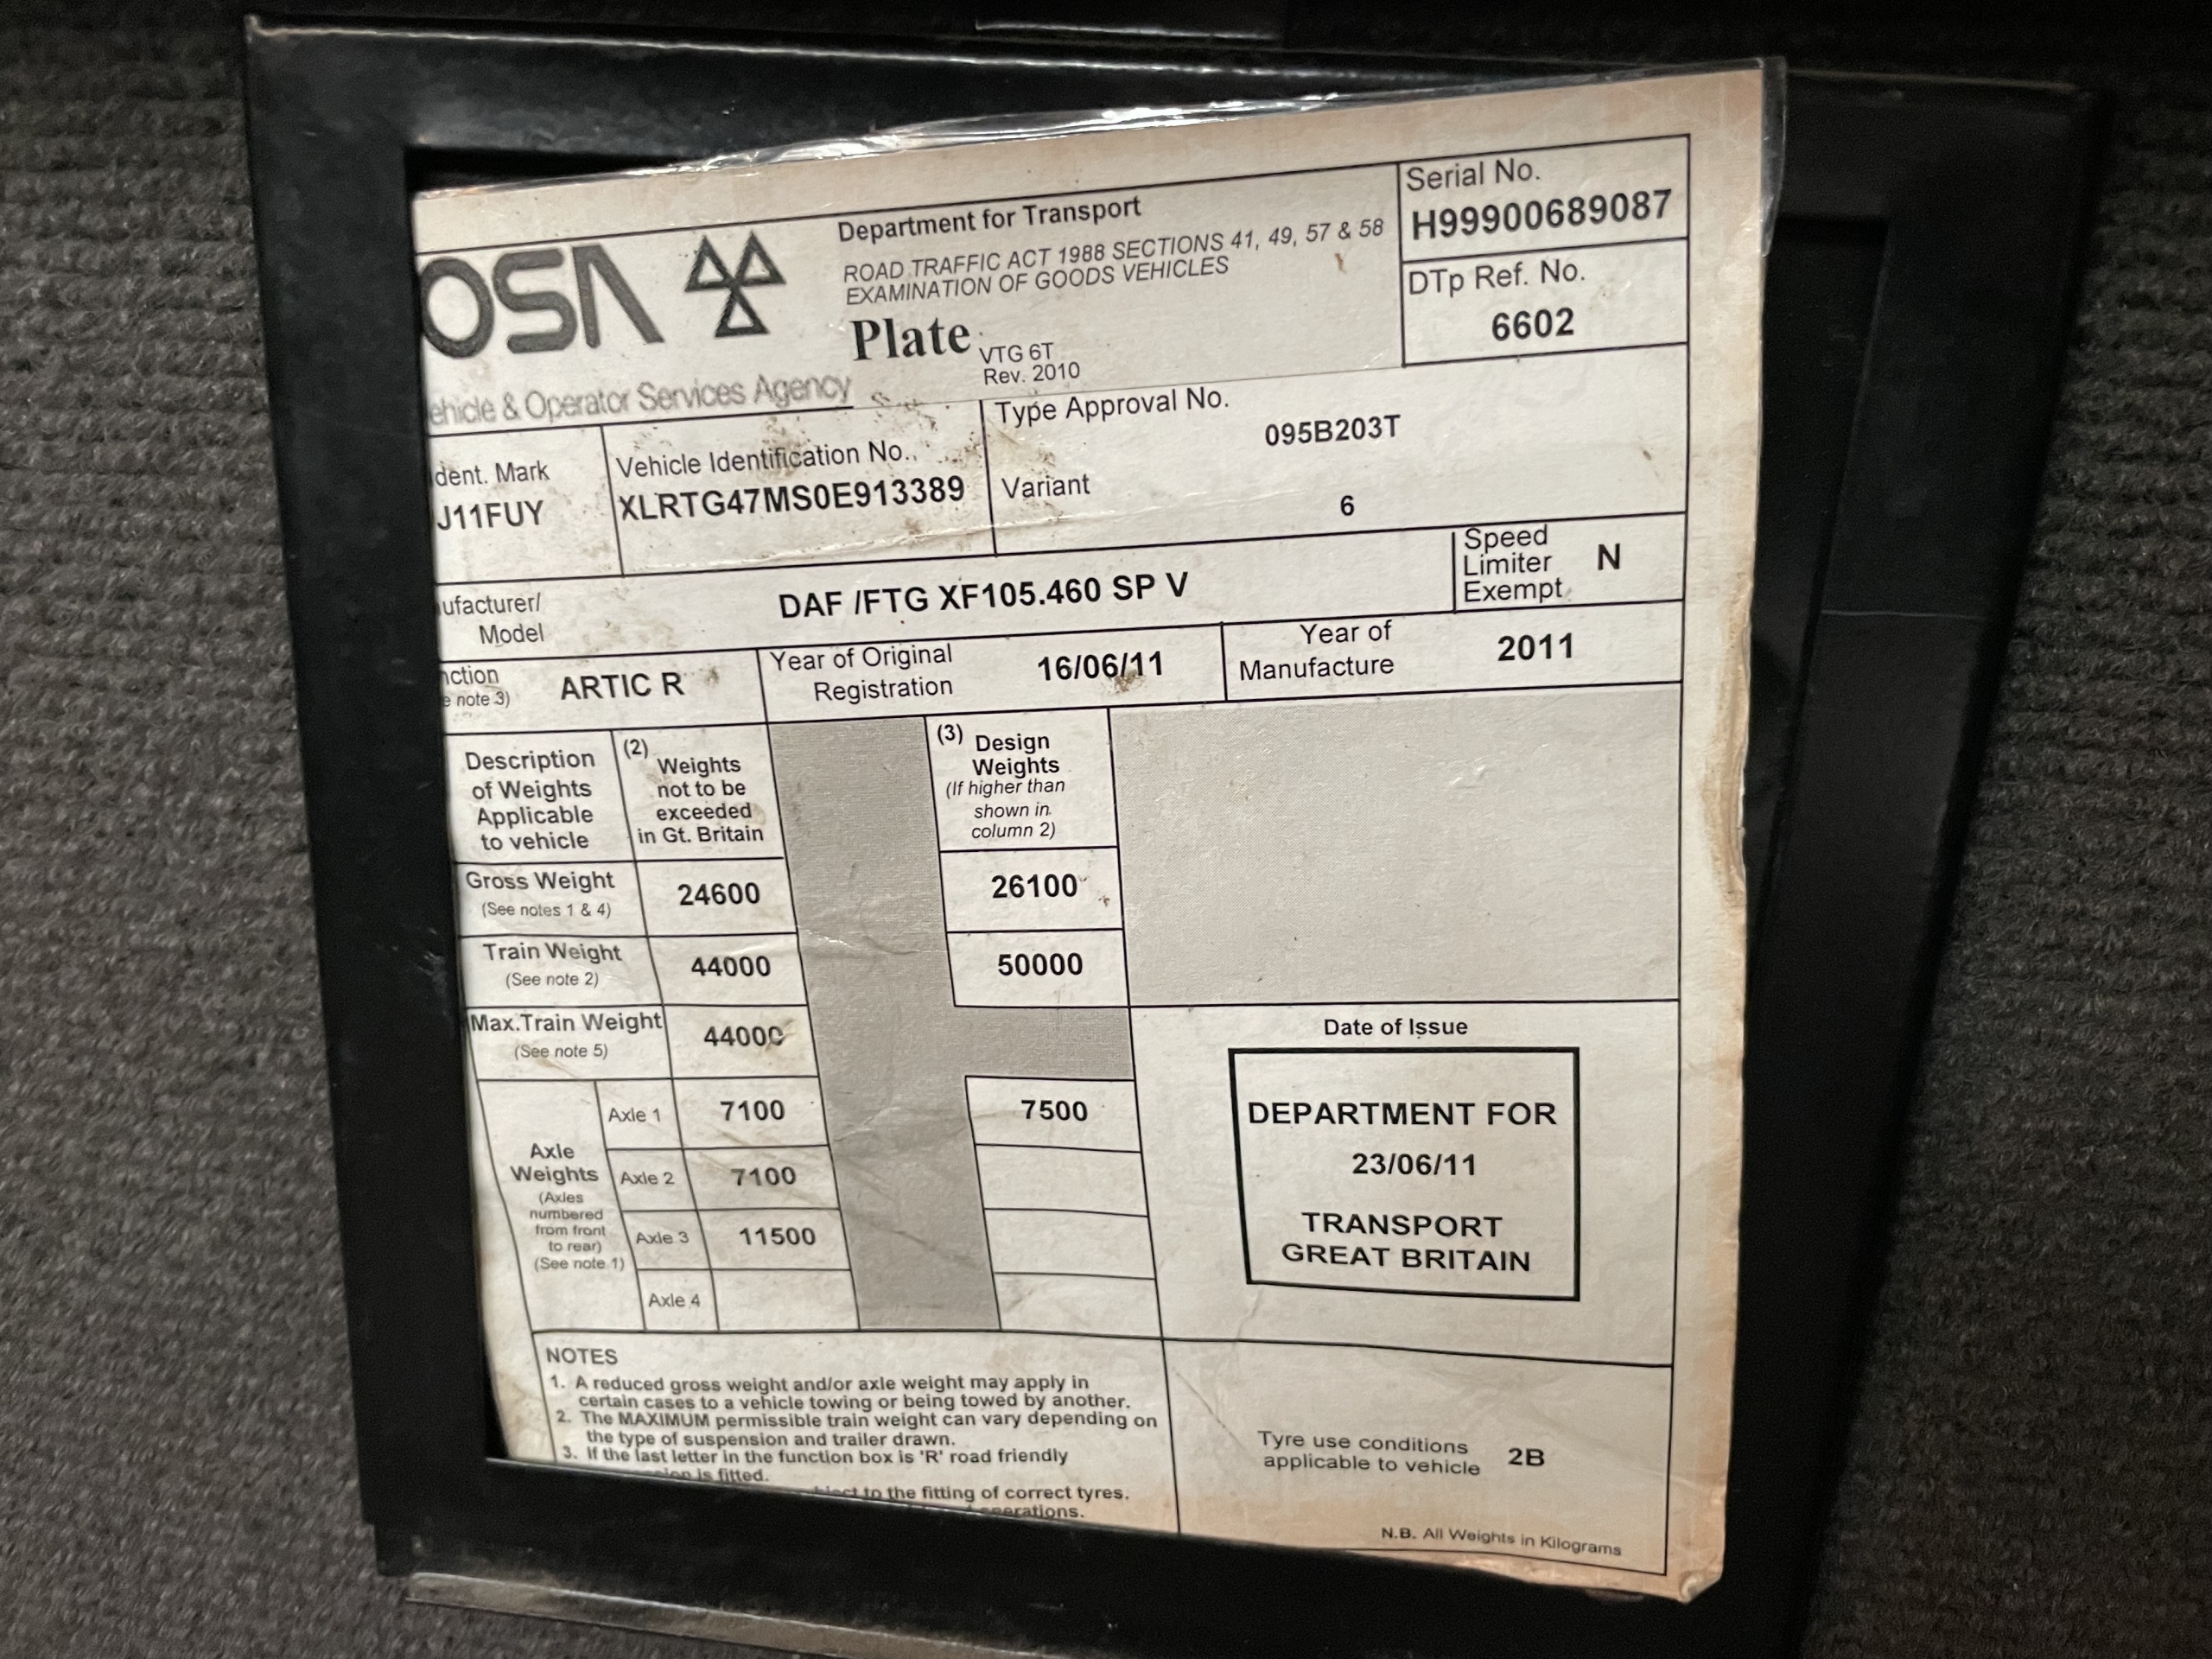 OSA
Department for Transport
ROAD TRAFFIC ACT 1988 SECTIONS 41, 49, 57 & 58
EXAMINATION OF GOODS VEHICLES
Plate VTG 6T
Rev. 2010
Serial No.
H99900689087
DTp Ref. No.
6602
ehicle & Operator Services Agency
dent. Mark
J11FUY
Vehicle Identification No.
XLRTG47MS0E913389
Type Approval No.
095B203T
Variant
6
ufacturer/
Model
DAF /FTG XF105.460 SP V
Speed
Limiter
Exempt
N
nction
e note 3)
ARTIC R
Year of Original
Registration
16/06/11
Year of
Manufacture
2011
Description
of Weights
Applicable
to vehicle
(2) Weights
not to be
exceeded
in Gt. Britain
(3) Design
Weights
(If higher than
shown in
column 2)
Gross Weight
(See notes 1 & 4)
24600
26100
Train Weight
(See note 2)
44000
50000
Max.Train Weight
(See note 5)
44000
Axle
Weights
(Axles
numbered
from front
to rear)
(See note 1)
Axle 1
7100
7500
Axle 2
7100
Axle 3
11500
Axle 4
Date of Issue
DEPARTMENT FOR
23/06/11
TRANSPORT
GREAT BRITAIN
NOTES
1. A reduced gross weight and/or axle weight may apply in
certain cases to a vehicle towing or being towed by another.
2. The MAXIMUM permissible train weight can vary depending on
the type of suspension and trailer drawn.
3. If the last letter in the function box is 'R' road friendly
is fitted.
to the fitting of correct tyres.
Tyre use conditions
applicable to vehicle
2B
N.B. All Weights in Kilograms